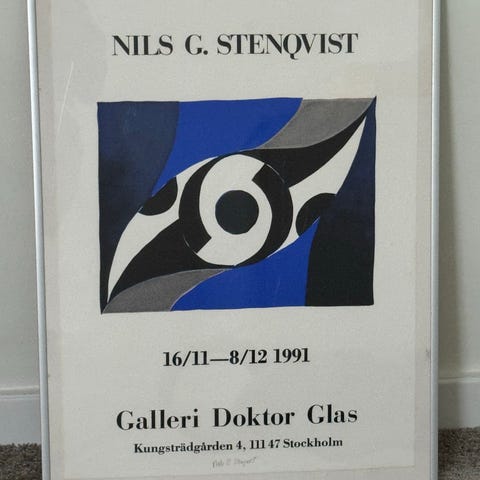 NILS G. STENQVIST
16/11—8/12 1991
Galleri Doktor Glas
Kungsträdgården 4, 111 47 Stockholm